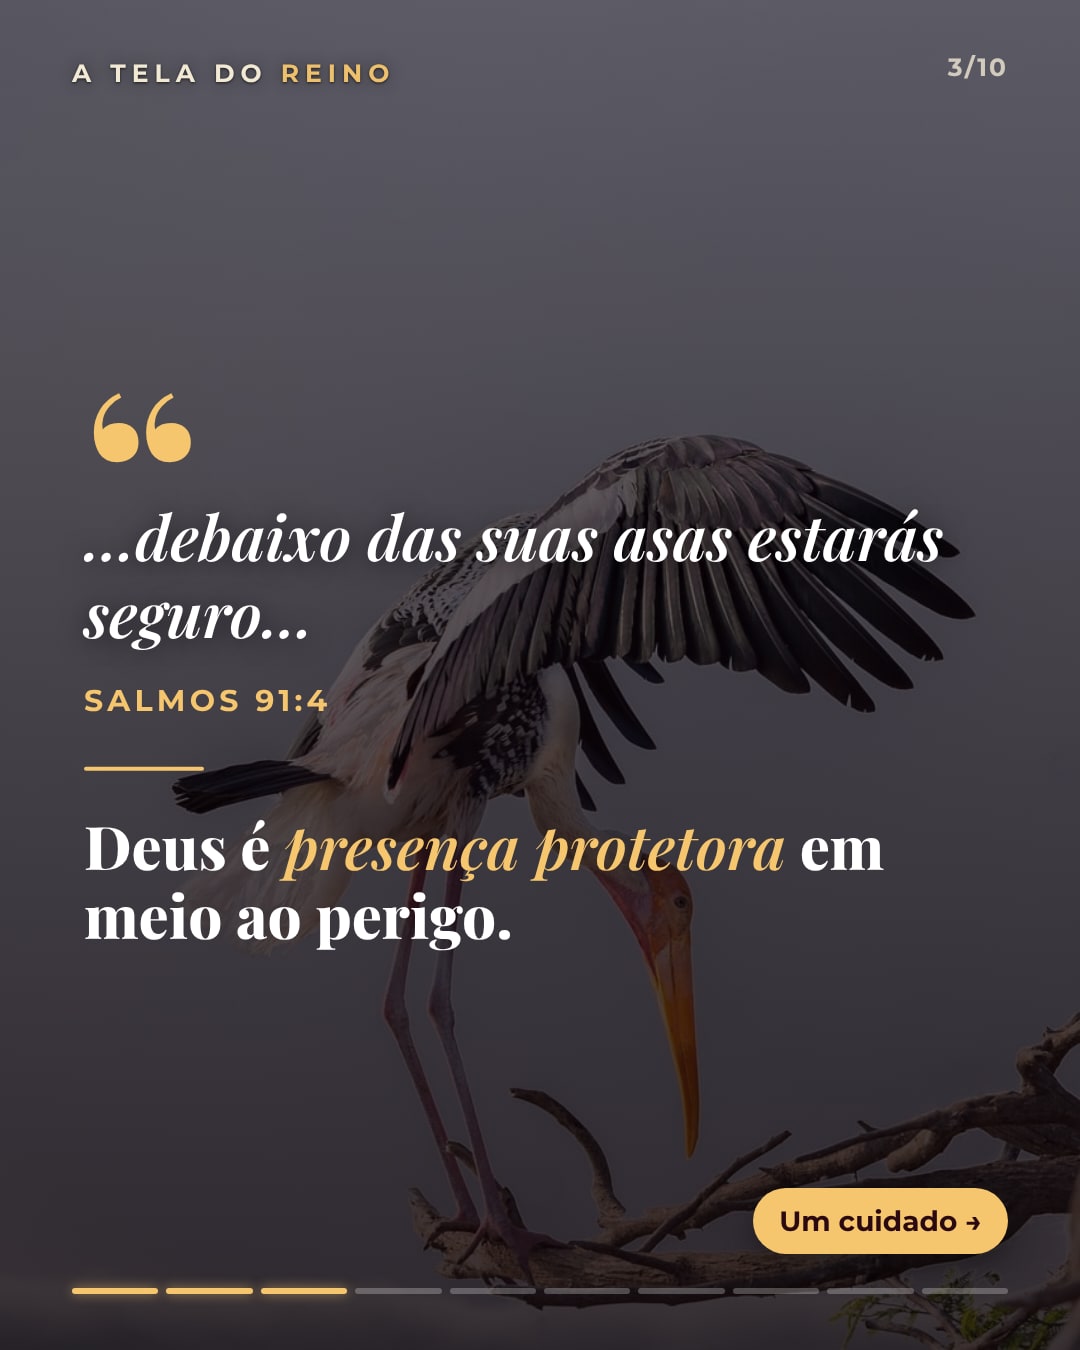 A TELA DO REINO
3/10
“
…debaixo das suas asas estarás
seguro…
SALMOS 91:4
Deus é presença protetora em
meio ao perigo.
Um cuidado →